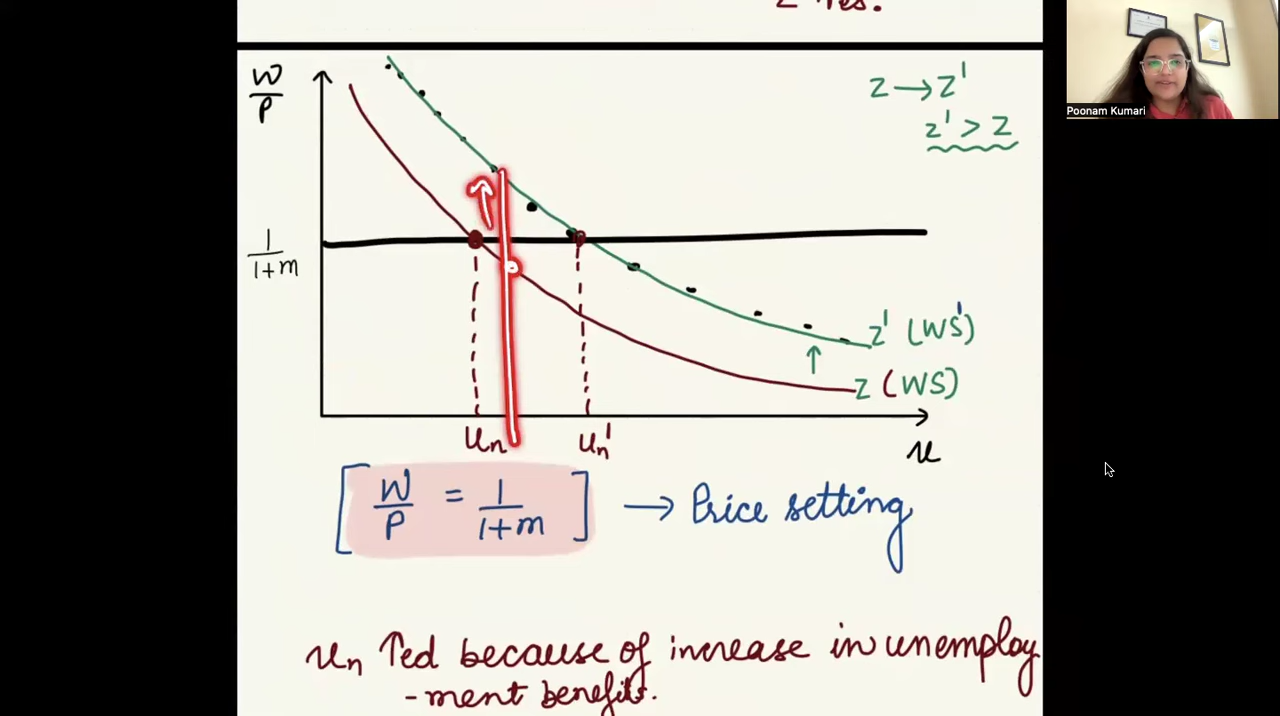 Poonam Kumari
W/P
z → z'
z' > z
1/1+m
z' (WS')
z (WS)
un
un'
u
[ W/P = 1/1+m ] → Price setting
un ↑ed because of increase in unemploy
-ment benefits.